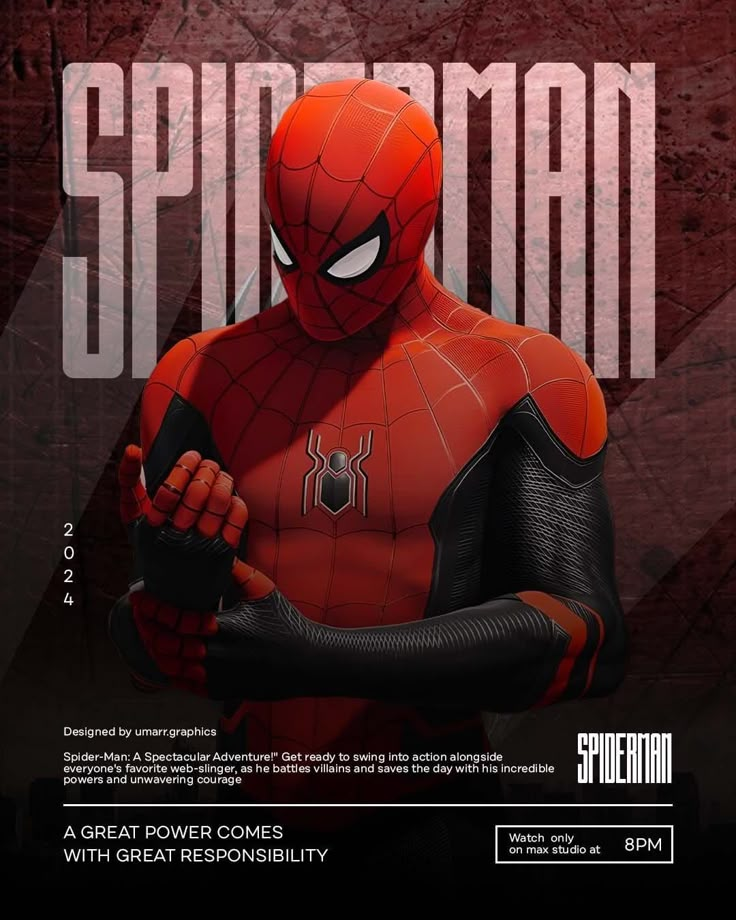 SPIDERMAN
2
0
2
4
Designed by umarr.graphics
Spider-Man: A Spectacular Adventure!" Get ready to swing into action alongside
everyone's favorite web-slinger, as he battles villains and saves the day with his incredible
powers and unwavering courage
SPIDERMAN
A GREAT POWER COMES
WITH GREAT RESPONSIBILITY
Watch only
on max studio at
8PM